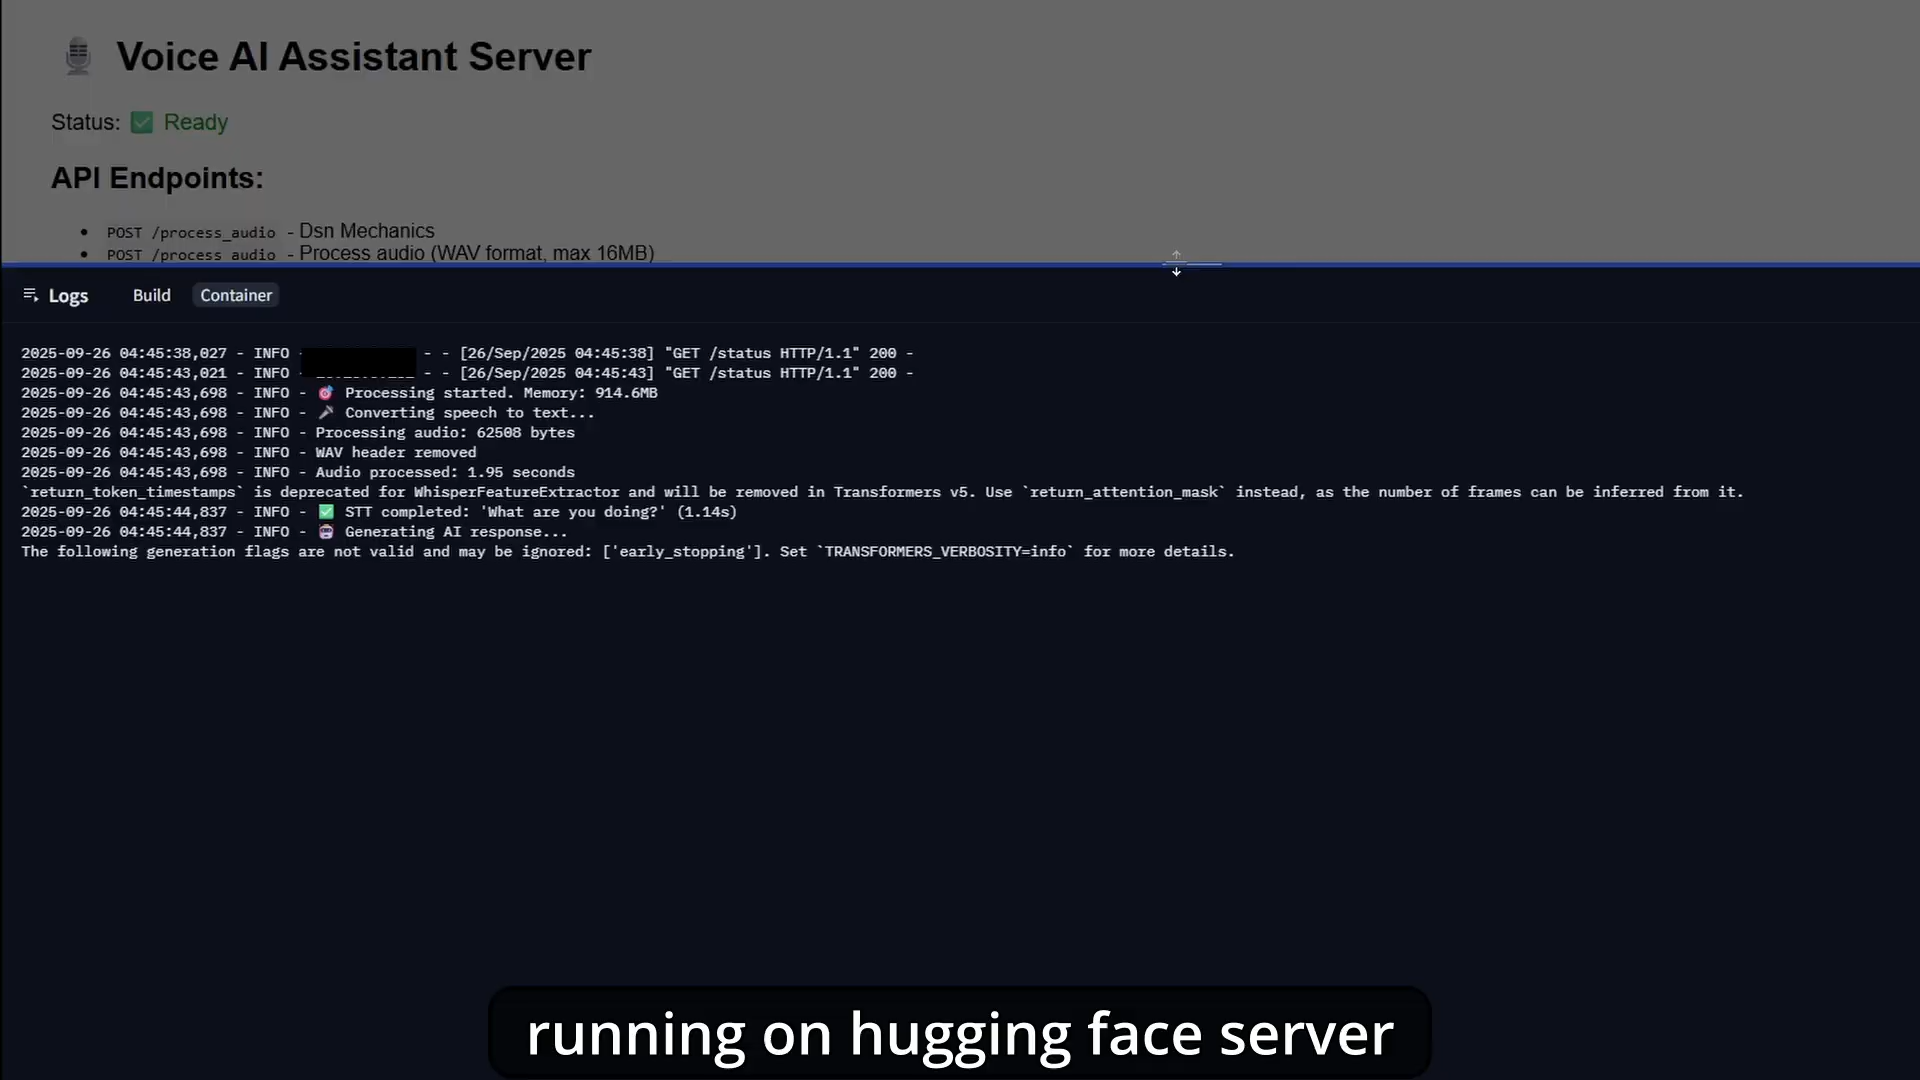 Voice AI Assistant Server
Status: ✅ Ready
API Endpoints:
• POST /process_audio - Dsn Mechanics
• POST /process_audio - Process audio (WAV format, max 16MB)
Logs Build Container
2025-09-26 04:45:38,027 - INFO - - - [26/Sep/2025 04:45:38] "GET /status HTTP/1.1" 200 -
2025-09-26 04:45:43,021 - INFO - - - [26/Sep/2025 04:45:43] "GET /status HTTP/1.1" 200 -
2025-09-26 04:45:43,698 - INFO - 🎯 Processing started. Memory: 914.6MB
2025-09-26 04:45:43,698 - INFO - 🎤 Converting speech to text...
2025-09-26 04:45:43,698 - INFO - Processing audio: 62508 bytes
2025-09-26 04:45:43,698 - INFO - WAV header removed
2025-09-26 04:45:43,698 - INFO - Audio processed: 1.95 seconds
`return_token_timestamps` is deprecated for WhisperFeatureExtractor and will be removed in Transformers v5. Use `return_attention_mask` instead, as the number of frames can be inferred from it.
2025-09-26 04:45:44,837 - INFO - ✅ STT completed: 'What are you doing?' (1.14s)
2025-09-26 04:45:44,837 - INFO - 🤖 Generating AI response...
The following generation flags are not valid and may be ignored: ['early_stopping']. Set `TRANSFORMERS_VERBOSITY=info` for more details.
running on hugging face server